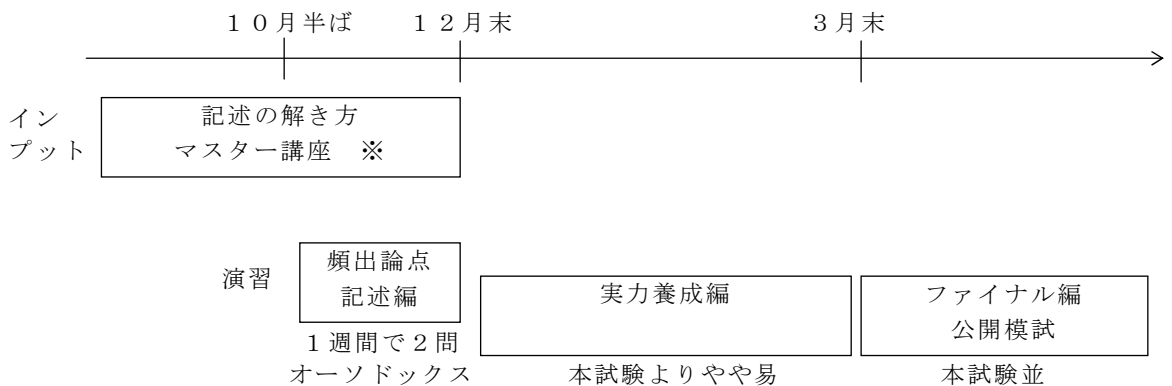 １０月半ば　１２月末　３月末
イン
プット
記述の解き方
マスター講座　※
演習
頻出論点
記述編
１週間で２問
オーソドックス
実力養成編
本試験よりやや易
ファイナル編
公開模試
本試験並